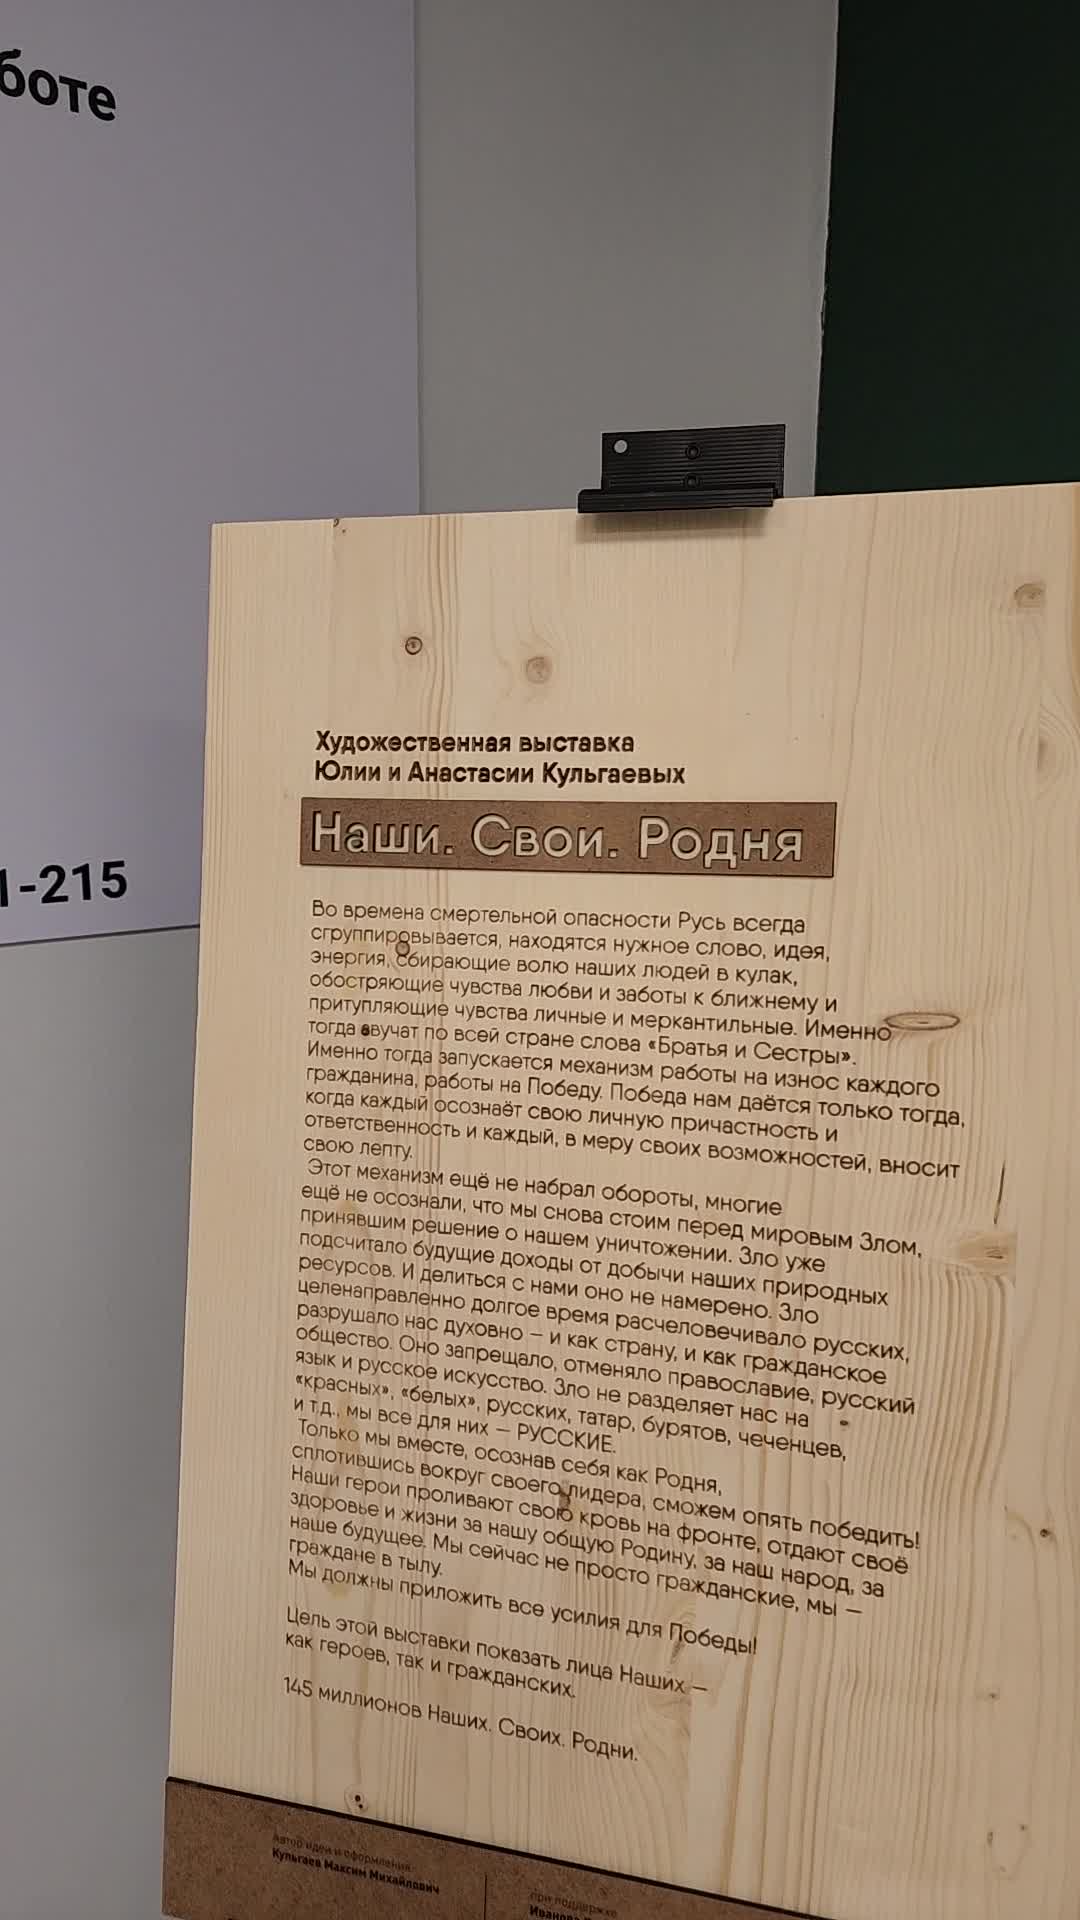 боте
1-215
Художественная выставка
Юлии и Анастасии Кульгаевых
Наши. Свои. Родня
Во времена смертельной опасности Русь всегда
сгруппировывается, находятся нужное слово, идея,
энергия, сбирающие волю наших людей в кулак,
обостряющие чувства любви и заботы к ближнему и
притупляющие чувства личные и меркантильные. Именно
тогда звучат по всей стране слова «Братья и Сестры».
Именно тогда запускается механизм работы на износ каждого
гражданина, работы на Победу. Победа нам даётся только тогда,
когда каждый осознаёт свою личную причастность и
ответственность и каждый, в меру своих возможностей, вносит
свою лепту.
Этот механизм ещё не набрал обороты, многие
ещё не осознали, что мы снова стоим перед мировым Злом,
принявшим решение о нашем уничтожении. Зло уже
подсчитало будущие доходы от добычи наших природных
ресурсов. И делиться с нами оно не намерено. Зло
целенаправленно долгое время расчеловечивало русских,
разрушало нас духовно – и как страну, и как гражданское
общество. Оно запрещало, отменяло православие, русский
язык и русское искусство. Зло не разделяет нас на
«красных», «белых», русских, татар, бурятов, чеченцев,
и т.д., мы все для них – РУССКИЕ.
Только мы вместе, осознав себя как Родня,
сплотившись вокруг своего лидера, сможем опять победить!
Наши герои проливают свою кровь на фронте, отдают своё
здоровье и жизни за нашу общую Родину, за наш народ, за
наше будущее. Мы сейчас не просто гражданские, мы –
граждане в тылу.
Мы должны приложить все усилия для Победы!
Цель этой выставки показать лица Наших –
как героев, так и гражданских.
145 миллионов Наших. Своих. Родни.
Автор идеи и оформления:
Кульгаев Максим Михайлович
при поддержке